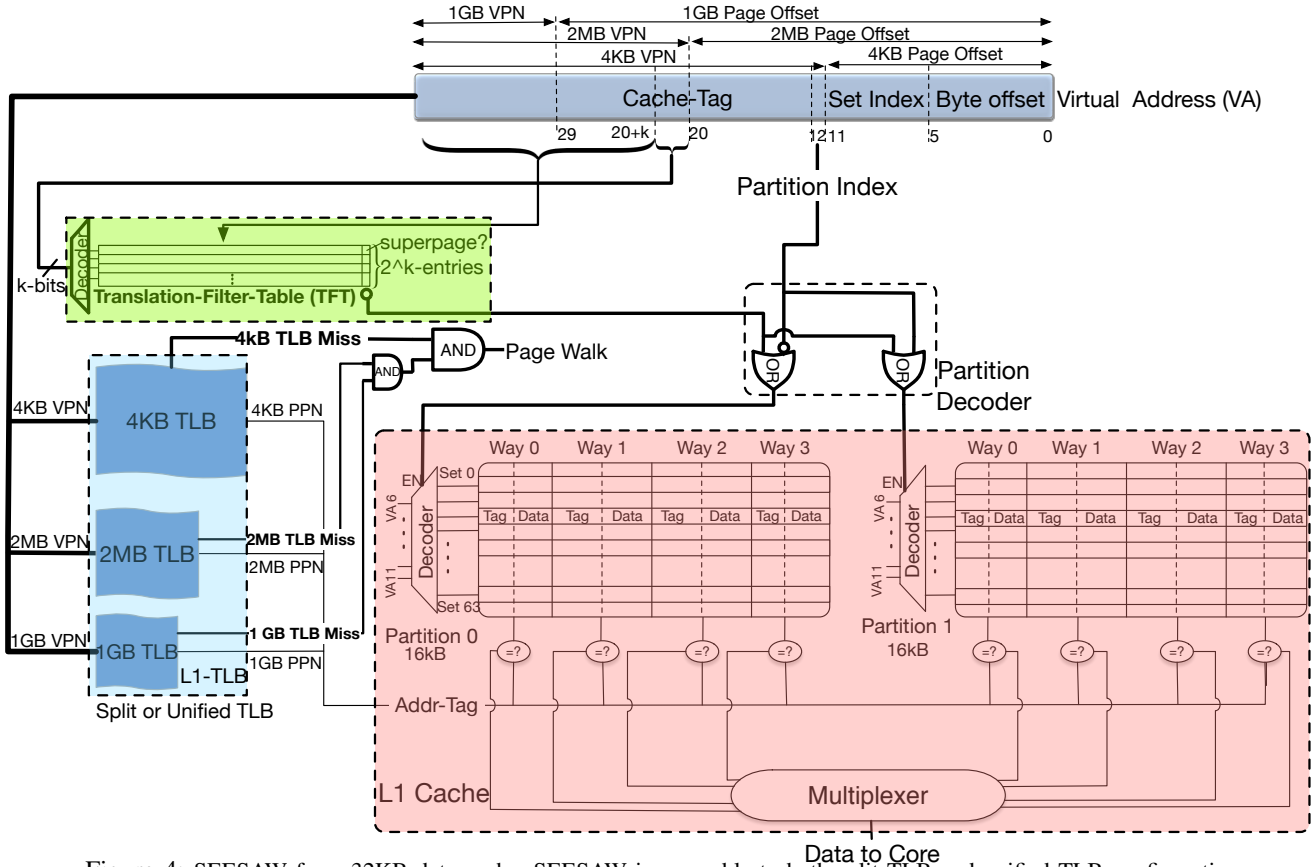 1GB VPN
1GB Page Offset
2MB VPN
2MB Page Offset
4KB VPN
4KB Page Offset
Cache-Tag
Set Index
Byte offset
Virtual Address (VA)
29
20+k
20
12
11
5
0
Partition Index
Decoder
superpage?
2^k-entries
k-bits
Translation-Filter-Table (TFT)
4kB TLB Miss
AND
AND
Page Walk
OR
OR
Partition
Decoder
4KB VPN
4KB TLB
4KB PPN
2MB VPN
2MB TLB
2MB TLB Miss
2MB PPN
1GB VPN
1GB TLB
1 GB TLB Miss
1GB PPN
L1-TLB
Split or Unified TLB
Way 0 Way 1 Way 2 Way 3
EN
Set 0
VA6
VA11
Decoder
Tag Data Tag Data Tag Data Tag Data
Set 63
Partition 0
16kB
=? =? =? =?
Way 0 Way 1 Way 2 Way 3
EN
VA6
VA11
Decoder
Tag Data Tag Data Tag Data Tag Data
Partition 1
16kB
=? =? =? =?
Addr-Tag
L1 Cache
Multiplexer
Data to Core